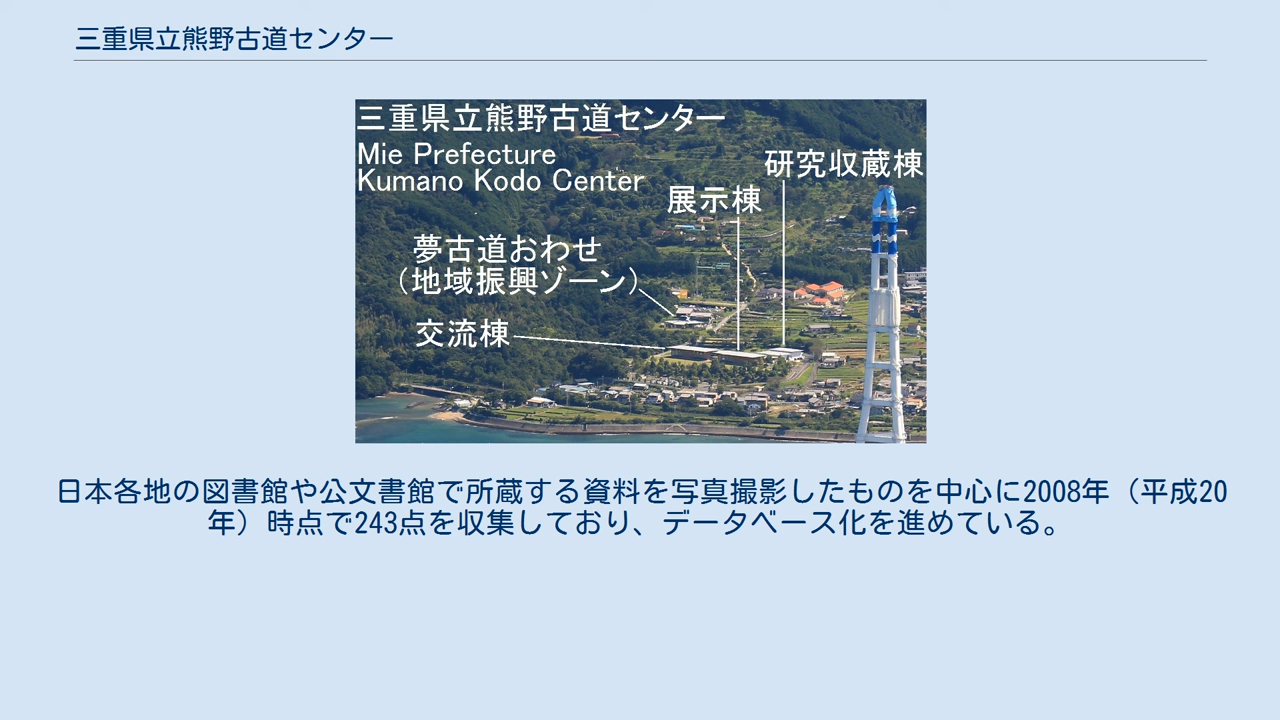 三重県立熊野古道センター
三重県立熊野古道センター
Mie Prefecture
Kumano Kodo Center
研究収蔵棟
展示棟
夢古道おわせ
（地域振興ゾーン）
交流棟
日本各地の図書館や公文書館で所蔵する資料を写真撮影したものを中心に2008年（平成20
年）時点で243点を収集しており、データベース化を進めている。